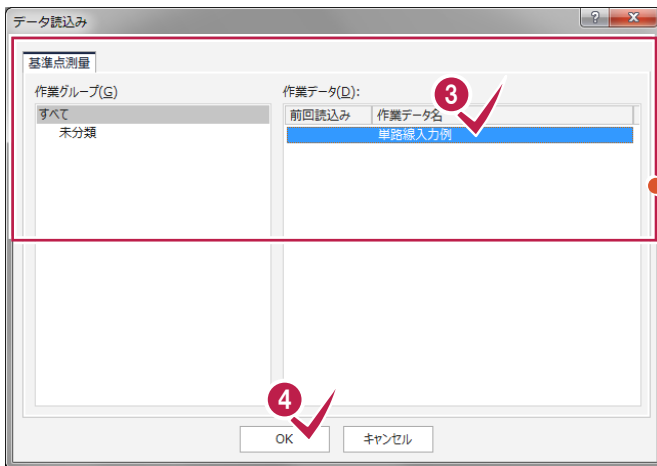 データ読込み
?
基準点測量
作業グループ(G)
作業データ(D):
3
すべて
前回読込み 作業データ名
未分類
単路線入力例
4
OK キャンセル